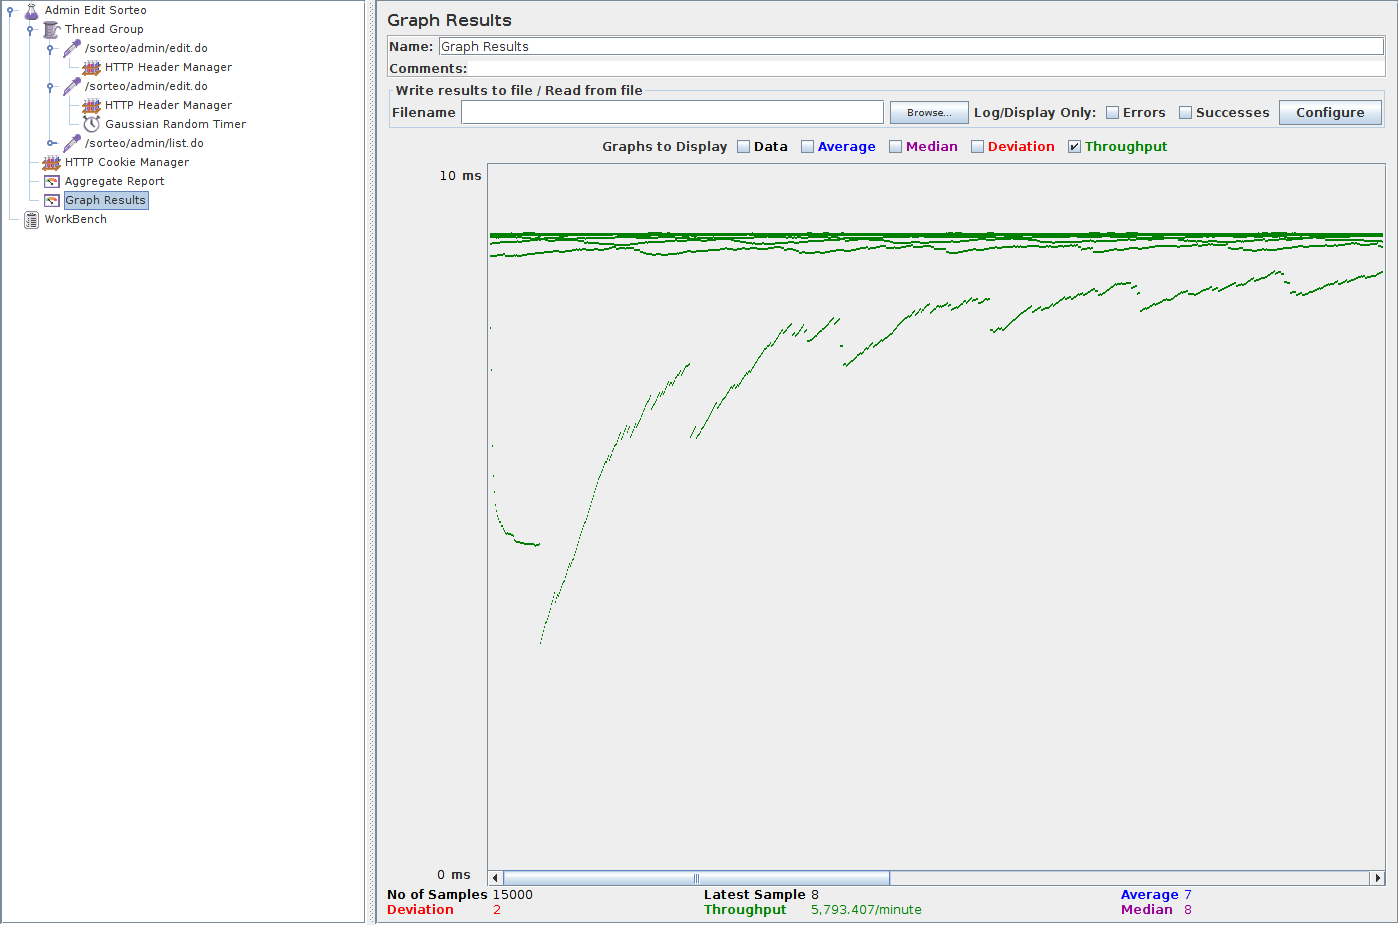 Admin Edit Sorteo
Thread Group
/sorteo/admin/edit.do
HTTP Header Manager
/sorteo/admin/edit.do
HTTP Header Manager
Gaussian Random Timer
/sorteo/admin/list.do
HTTP Cookie Manager
Aggregate Report
Graph Results
WorkBench
Graph Results
Name: Graph Results
Comments:
Write results to file / Read from file
Filename Browse... Log/Display Only: Errors Successes Configure
Graphs to Display Data Average Median Deviation Throughput
10 ms
0 ms
No of Samples 15000 Latest Sample 8 Average 7
Deviation 2 Throughput 5,793.407/minute Median 8